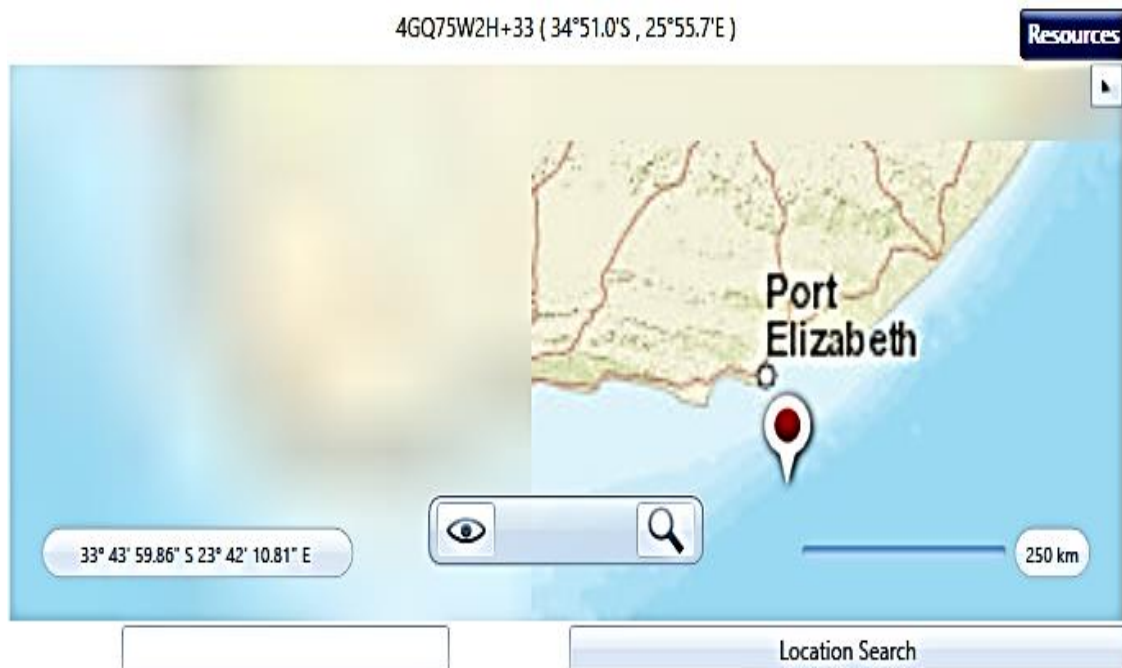 4GQ75W2H+33 ( 34°51.0'S , 25°55.7'E )
Resources
Port
Elizabeth
33° 43' 59.86" S 23° 42' 10.81" E
250 km
Location Search